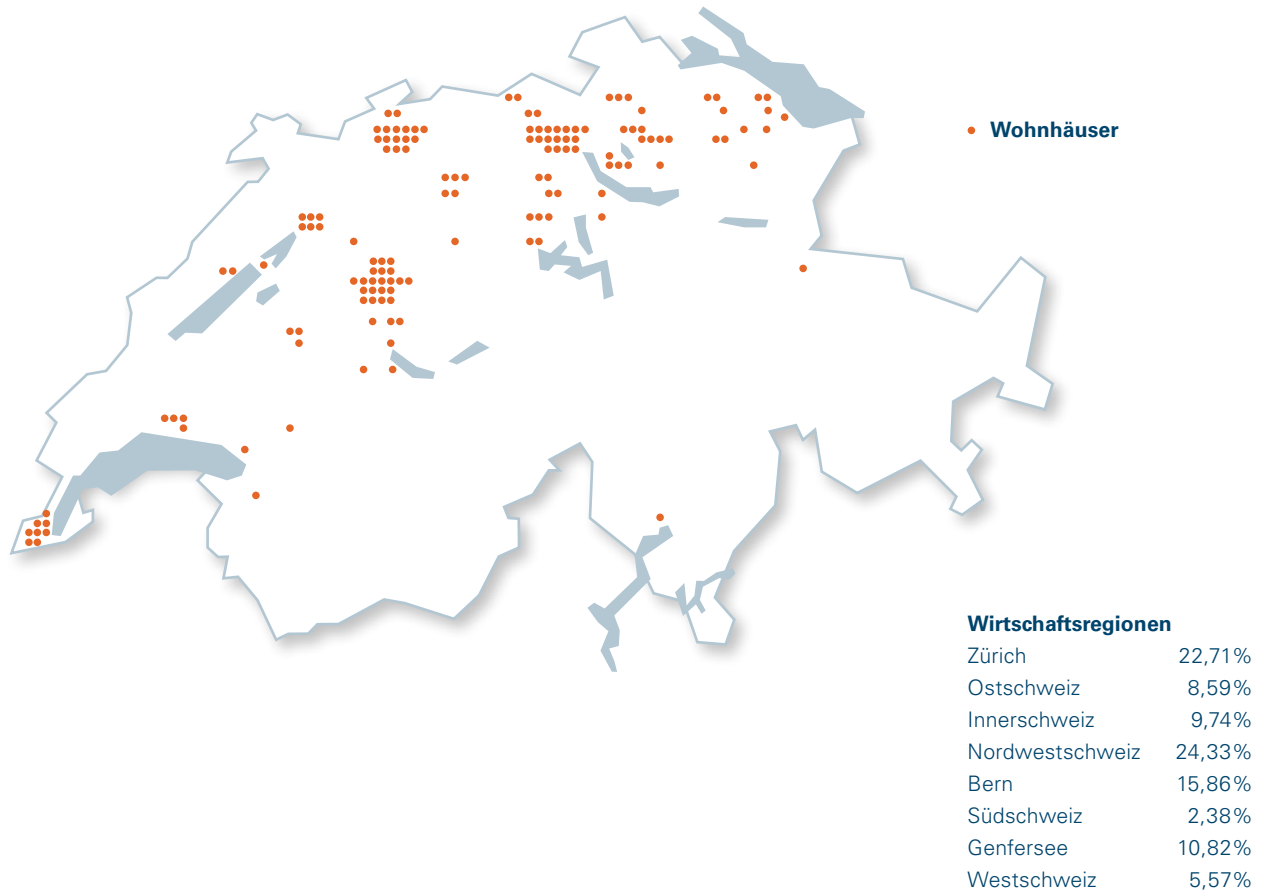 Wohnhäuser
Wirtschaftsregionen
Zürich 22,71%
Ostschweiz 8,59%
Innerschweiz 9,74%
Nordwestschweiz 24,33%
Bern 15,86%
Südschweiz 2,38%
Genfersee 10,82%
Westschweiz 5,57%